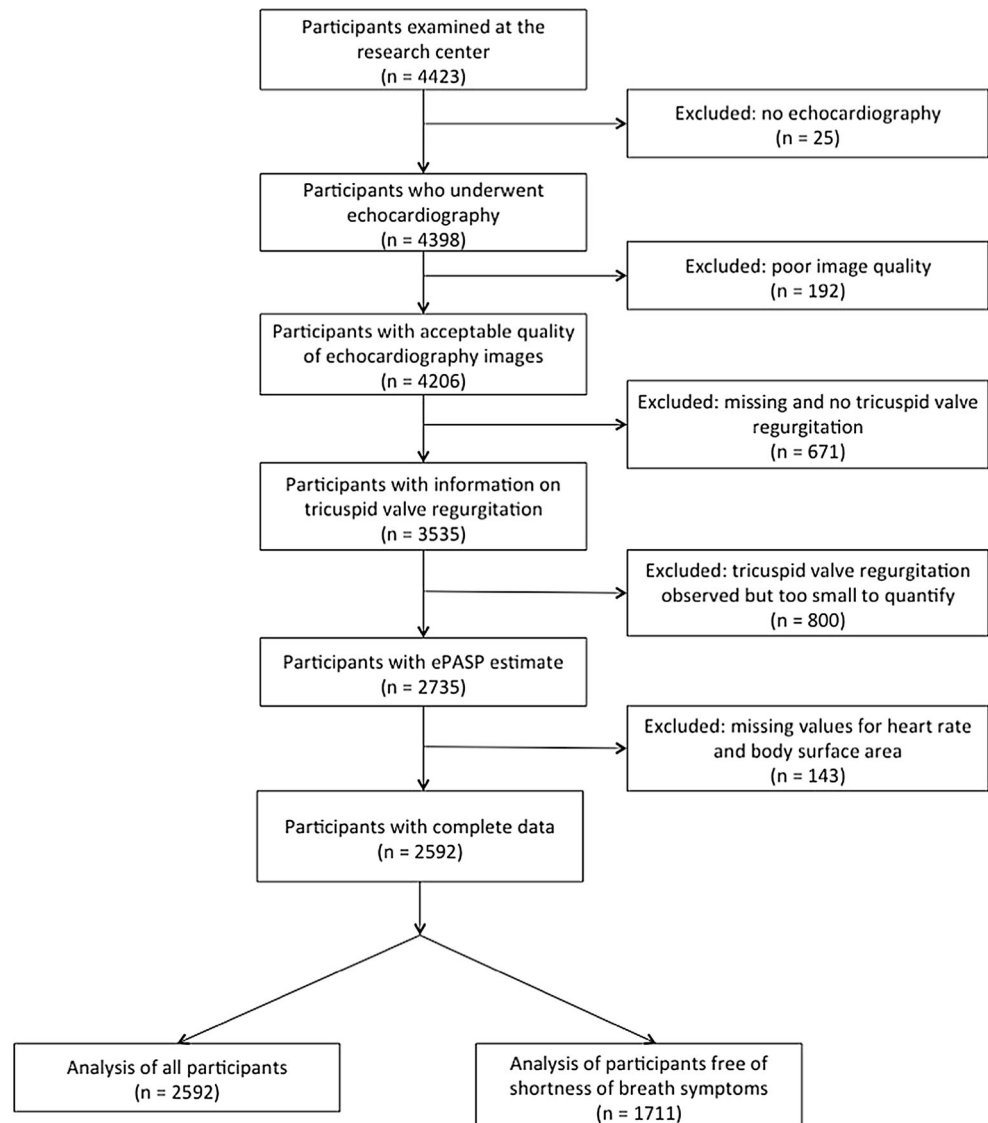 Participants examined at the
research center
(n = 4423)
Excluded: no echocardiography
(n = 25)
Participants who underwent
echocardiography
(n = 4398)
Excluded: poor image quality
(n = 192)
Participants with acceptable quality
of echocardiography images
(n = 4206)
Excluded: missing and no tricuspid valve
regurgitation
(n = 671)
Participants with information on
tricuspid valve regurgitation
(n = 3535)
Excluded: tricuspid valve regurgitation
observed but too small to quantify
(n = 800)
Participants with ePASP estimate
(n = 2735)
Excluded: missing values for heart rate
and body surface area
(n = 143)
Participants with complete data
(n = 2592)
Analysis of all participants
(n = 2592)
Analysis of participants free of
shortness of breath symptoms
(n = 1711)